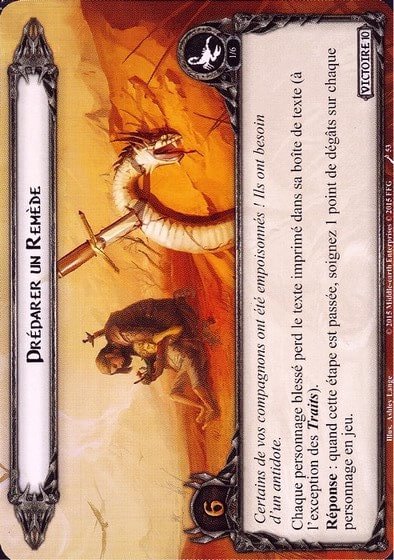 PRÉPARER UN REMÈDE
1/6
6
Certains de vos compagnons ont été empoisonnés ! Ils ont besoin
d'un antidote.
Chaque personnage blessé perd le texte imprimé dans sa boîte de texte (à
l'exception des Traits).
Réponse : quand cette étape est passée, soignez 1 point de dégâts sur chaque
personnage en jeu.
VICTOIRE 10
Illus. Ashley Lange
© 2015 Middle-earth Enterprises © 2015 FFG
53